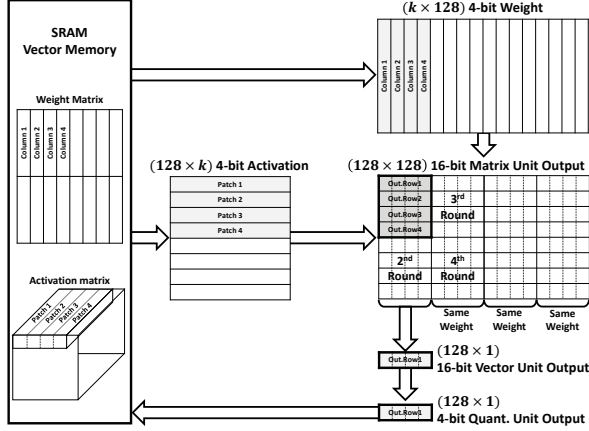 SRAM
Vector Memory
Weight Matrix
Column 1
Column 2
Column 3
Column 4
Activation matrix
Patch 1
Patch 2
Patch 3
Patch 4
(k × 128) 4-bit Weight
Column 1
Column 2
Column 3
Column 4
(128 × k) 4-bit Activation
Patch 1
Patch 2
Patch 3
Patch 4
(128 × 128) 16-bit Matrix Unit Output
Out.Row1
Out.Row2
Out.Row3
Out.Row4
3rd
Round
2nd
Round
4th
Round
Same
Weight
Same
Weight
Same
Weight
Out.Row1
(128 × 1)
16-bit Vector Unit Output
Out.Row1
(128 × 1)
4-bit Quant. Unit Output